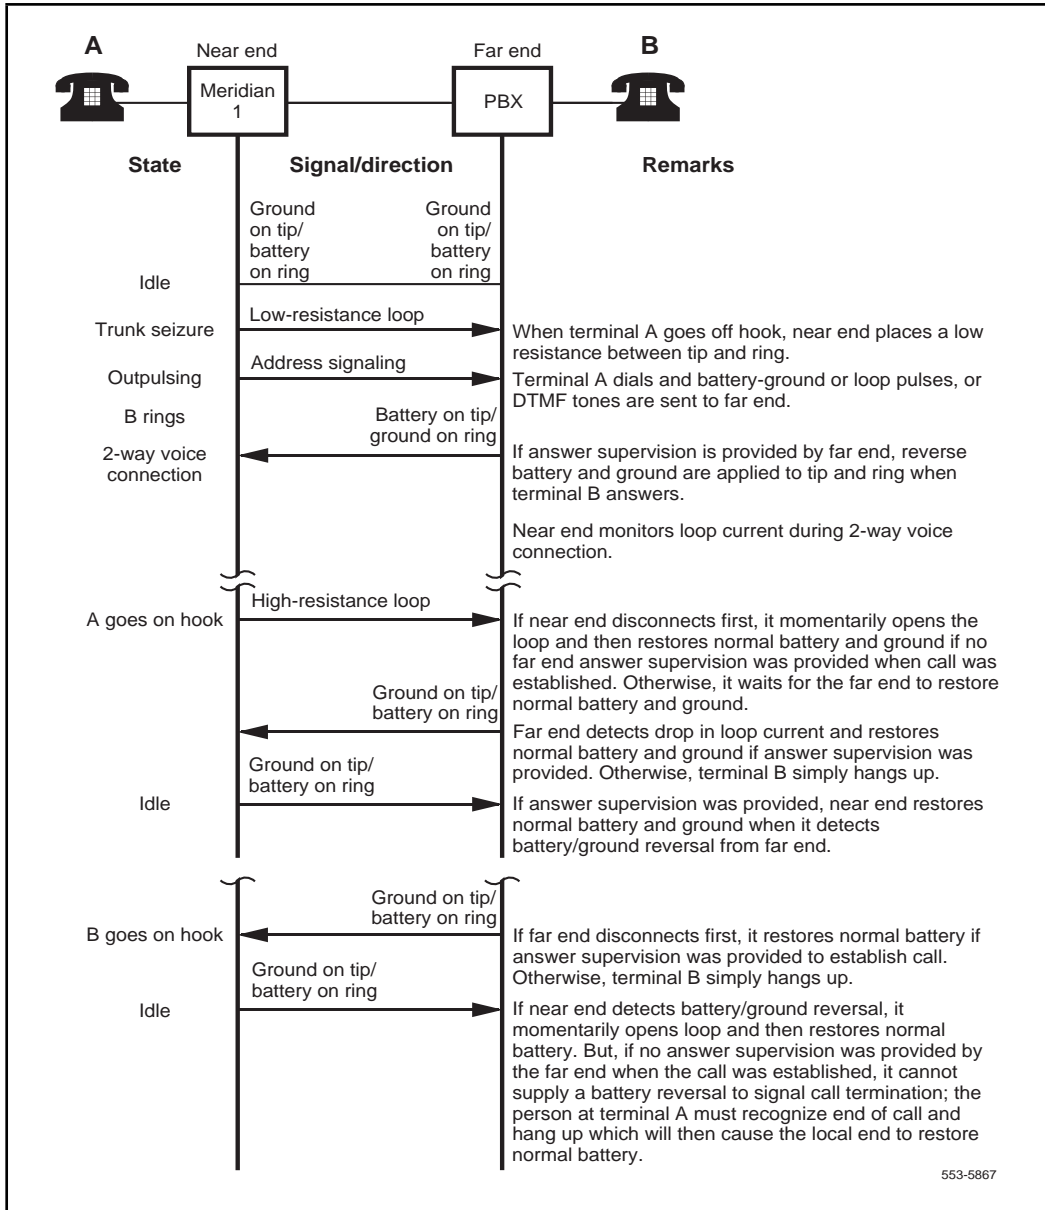 A
Near end
Far end
B
Meridian
1
PBX
State
Signal/direction
Remarks
Ground
on tip/
battery
on ring
Ground
on tip/
battery
on ring
Idle
Trunk seizure
Low-resistance loop
When terminal A goes off hook, near end places a low
resistance between tip and ring.
Outpulsing
Address signaling
Terminal A dials and battery-ground or loop pulses, or
DTMF tones are sent to far end.
B rings
Battery on tip/
ground on ring
2-way voice
connection
If answer supervision is provided by far end, reverse
battery and ground are applied to tip and ring when
terminal B answers.
Near end monitors loop current during 2-way voice
connection.
A goes on hook
High-resistance loop
If near end disconnects first, it momentarily opens the
loop and then restores normal battery and ground if no
far end answer supervision was provided when call was
established. Otherwise, it waits for the far end to restore
normal battery and ground.
Ground on tip/
battery on ring
Far end detects drop in loop current and restores
normal battery and ground if answer supervision was
provided. Otherwise, terminal B simply hangs up.
Ground on tip/
battery on ring
Idle
If answer supervision was provided, near end restores
normal battery and ground when it detects
battery/ground reversal from far end.
Ground on tip/
battery on ring
B goes on hook
If far end disconnects first, it restores normal battery if
answer supervision was provided to establish call.
Otherwise, terminal B simply hangs up.
Ground on tip/
battery on ring
Idle
If near end detects battery/ground reversal, it
momentarily opens loop and then restores normal
battery. But, if no answer supervision was provided by
the far end when the call was established, it cannot
supply a battery reversal to signal call termination; the
person at terminal A must recognize end of call and
hang up which will then cause the local end to restore
normal battery.
553-5867